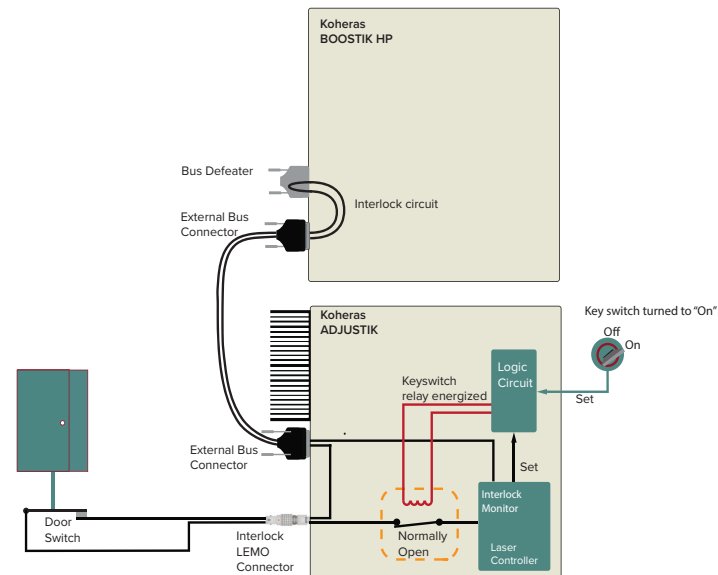 Koheras
BOOSTIK HP
Bus Defeater
Interlock circuit
External Bus
Connector
Koheras
ADJUSTIK
Key switch turned to “On”
Off
On
Logic
Circuit
Keyswitch
relay energized
Set
External Bus
Connector
Set
Interlock
Monitor
Door
Switch
Interlock
LEMO
Connector
Normally
Open
Laser
Controller